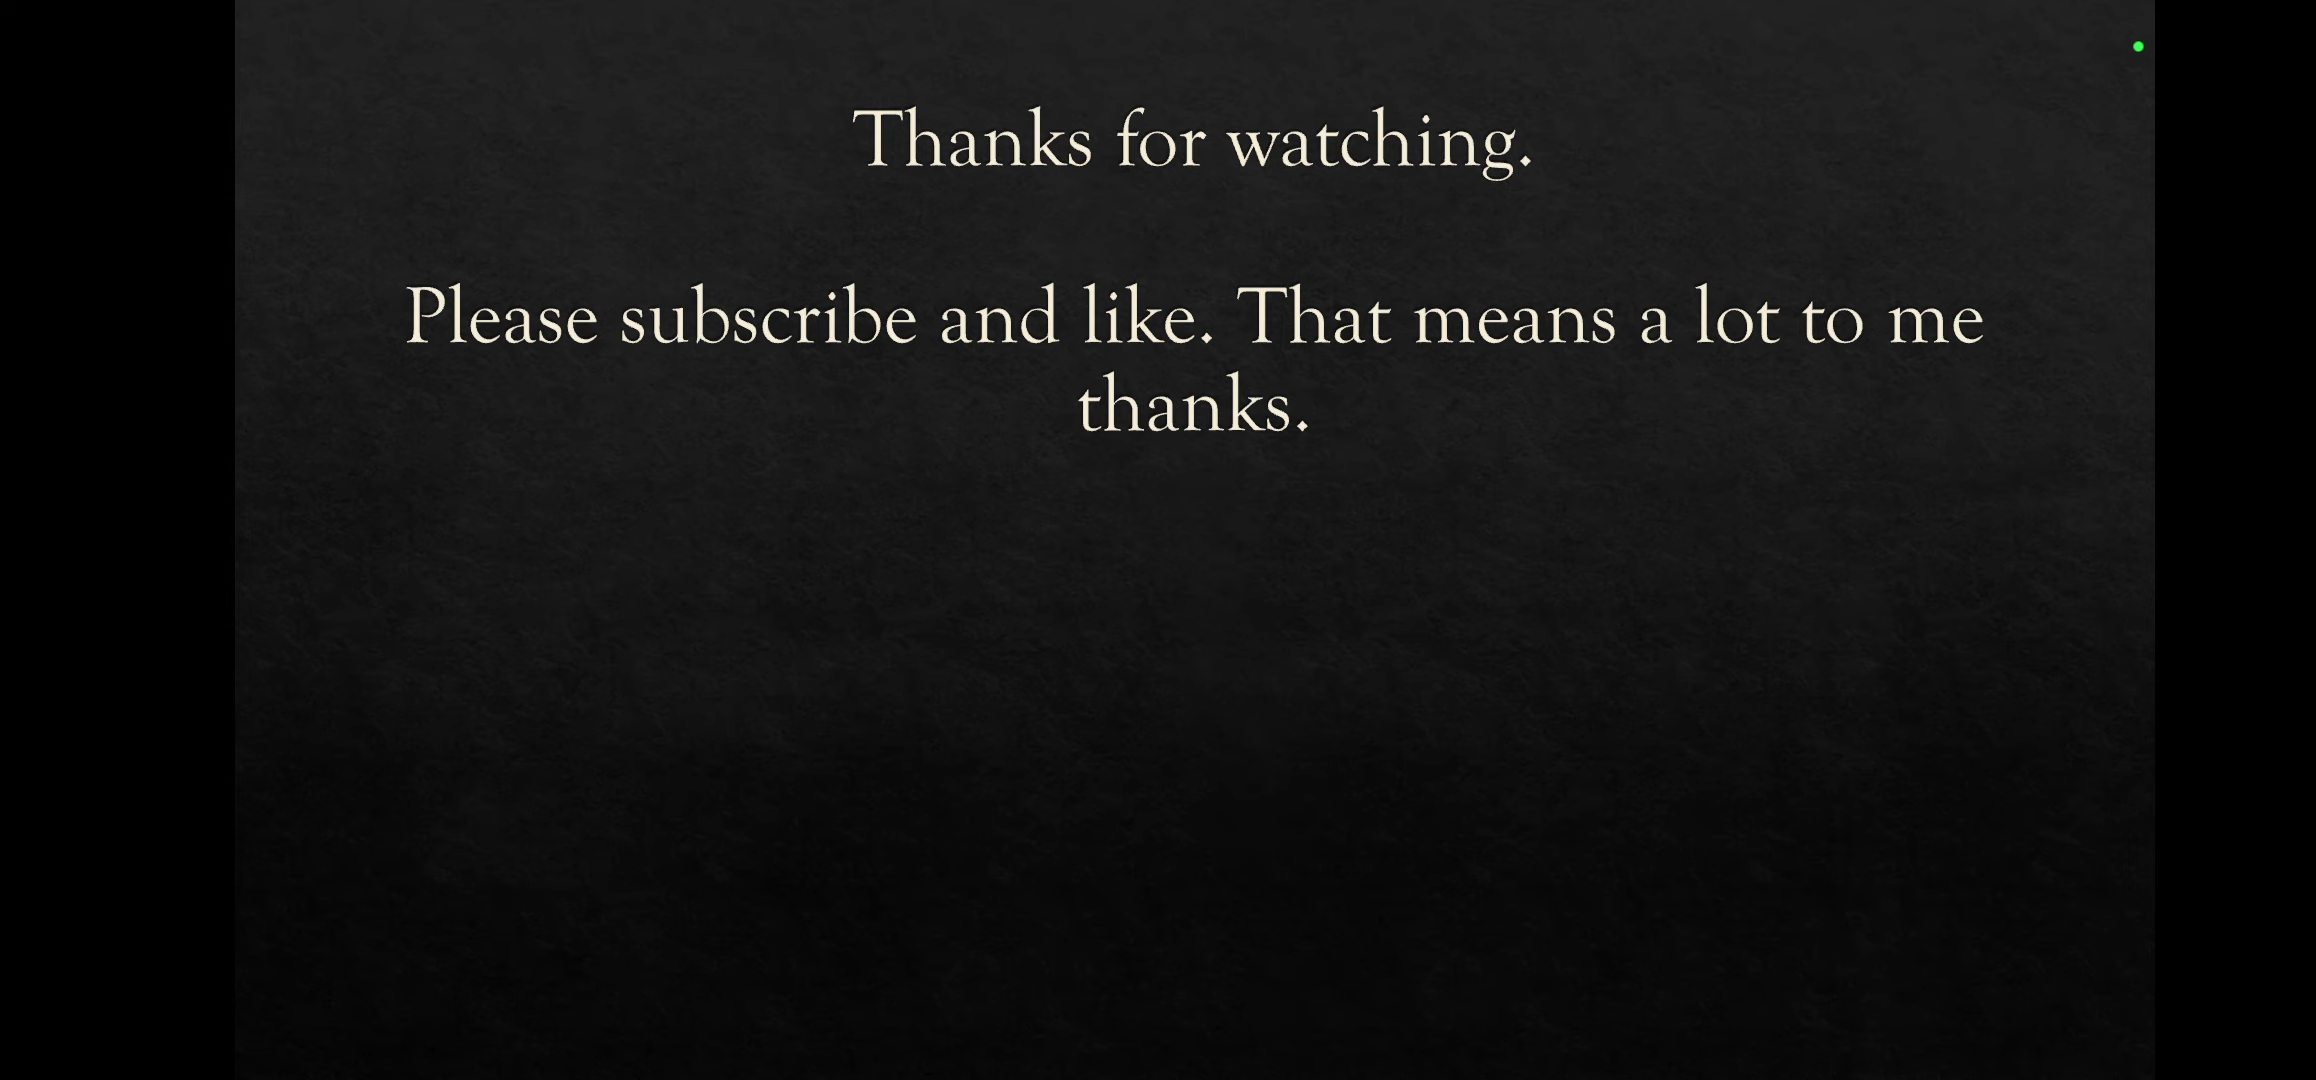 Thanks for watching.
Please subscribe and like. That means a lot to me
thanks.